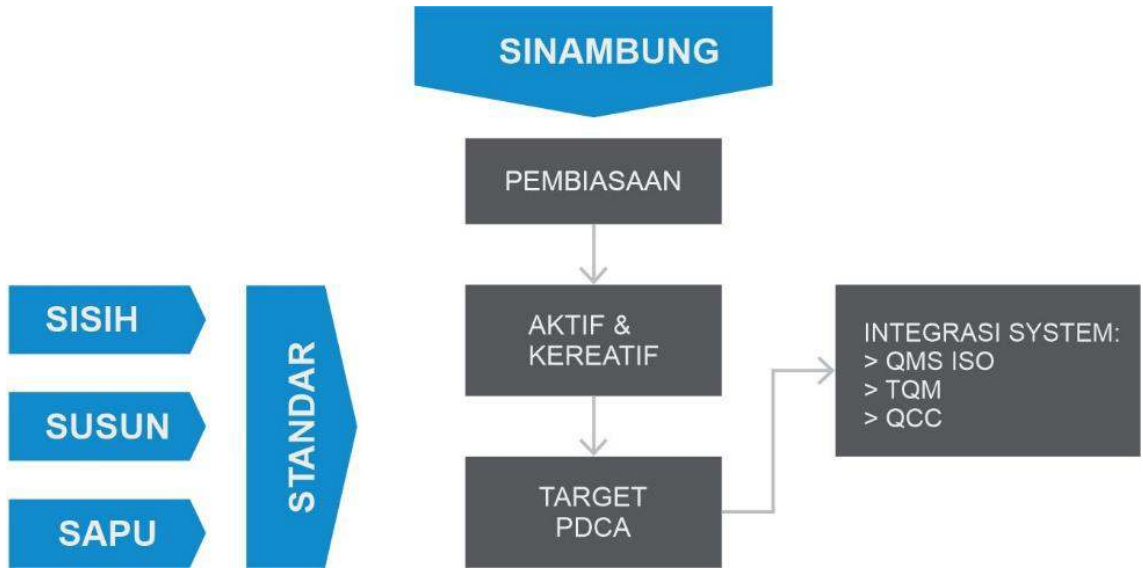 SINAMBUNG
PEMBIASAAN
SISIH
SUSUN
SAPU
STANDAR
AKTIF &
KEREATIF
TARGET
PDCA
INTEGRASI SYSTEM:
> QMS ISO
> TQM
> QCC